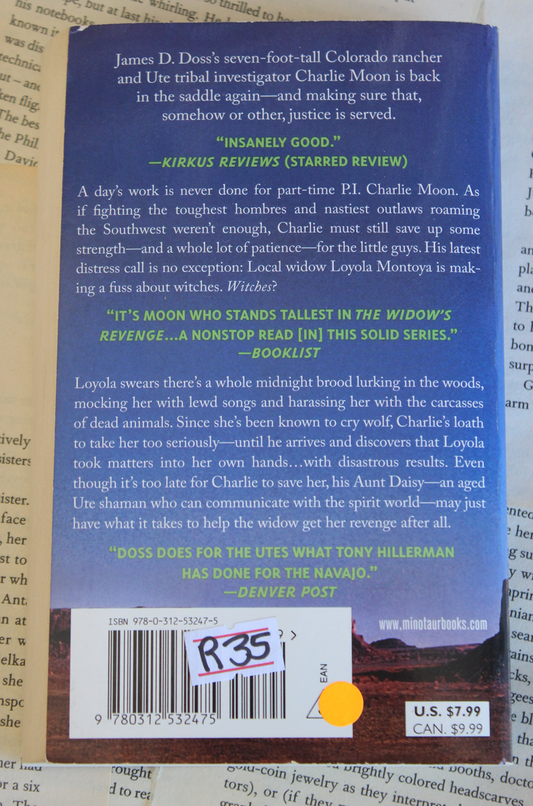 James D. Doss's seven-foot-tall Colorado rancher
and Ute tribal investigator Charlie Moon is back
in the saddle again—and making sure that,
somehow or other, justice is served.
"INSANELY GOOD."
—KIRKUS REVIEWS (STARRED REVIEW)
A day's work is never done for part-time P.I. Charlie Moon. As
if fighting the toughest hombres and nastiest outlaws roaming
the Southwest weren't enough, Charlie must still save up some
strength—and a whole lot of patience—for the little guys. His latest
distress call is no exception: Local widow Loyola Montoya is mak-
ing a fuss about witches. Witches?
"IT'S MOON WHO STANDS TALLEST IN THE WIDOW'S
REVENGE...A NONSTOP READ [IN] THIS SOLID SERIES."
—BOOKLIST
Loyola swears there's a whole midnight brood lurking in the woods,
mocking her with lewd songs and harassing her with the carcasses
of dead animals. Since she's been known to cry wolf, Charlie's loath
to take her too seriously—until he arrives and discovers that Loyola
took matters into her own hands...with disastrous results. Even
though it's too late for Charlie to save her, his Aunt Daisy—an aged
Ute shaman who can communicate with the spirit world—may just
have what it takes to help the widow get her revenge after all.
"DOSS DOES FOR THE UTES WHAT TONY HILLERMAN
HAS DONE FOR THE NAVAJO."
—DENVER POST
ISBN 978-0-312-53247-5
www.minotaurbooks.com
R35
EAN
9 780312 532475
U.S. $7.99
CAN. $9.99
gold-coin jewelry as they
brightly colored headscarves
tors), or (if they